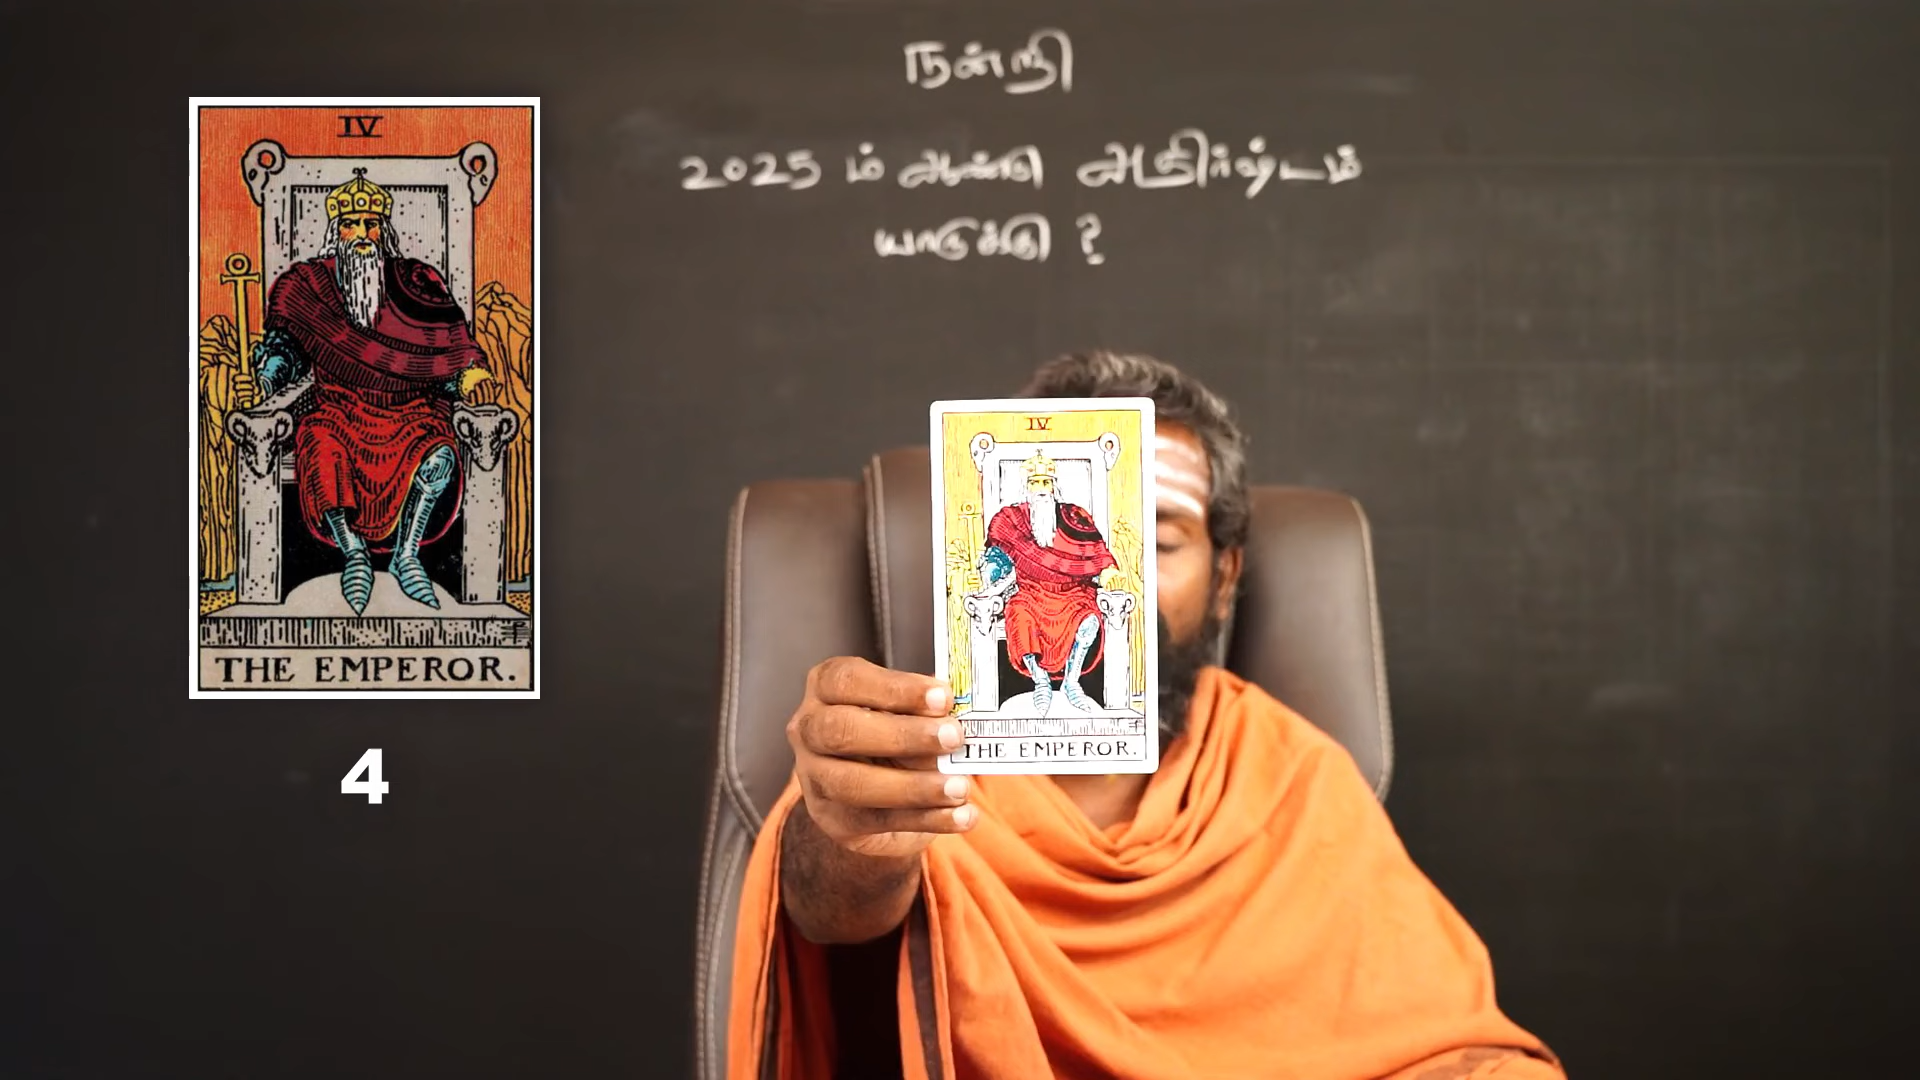 நன்றி
2025 ம் ஆண்டு அதிர்ஷ்டம்
யாருக்கு ?
IV
THE EMPEROR.
4
IV
THE EMPEROR.